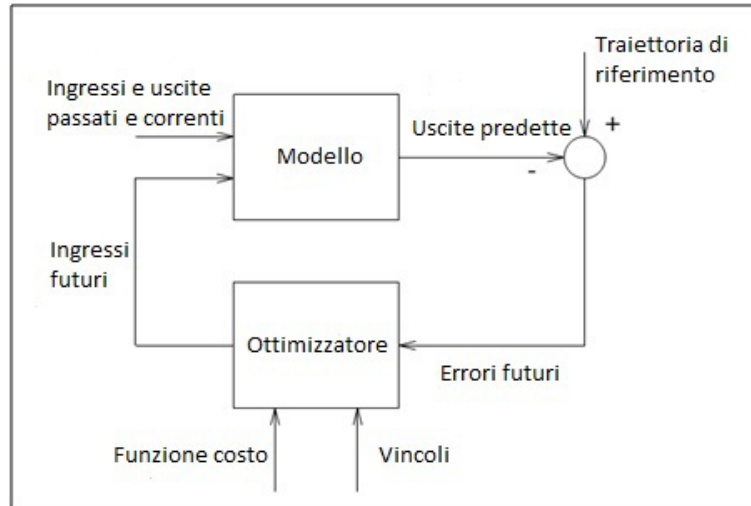 Traiettoria di
riferimento
Ingressi e uscite
passati e correnti
Uscite predette
+
Modello
-
Ingressi
futuri
Ottimizzatore
Errori futuri
Funzione costo
Vincoli